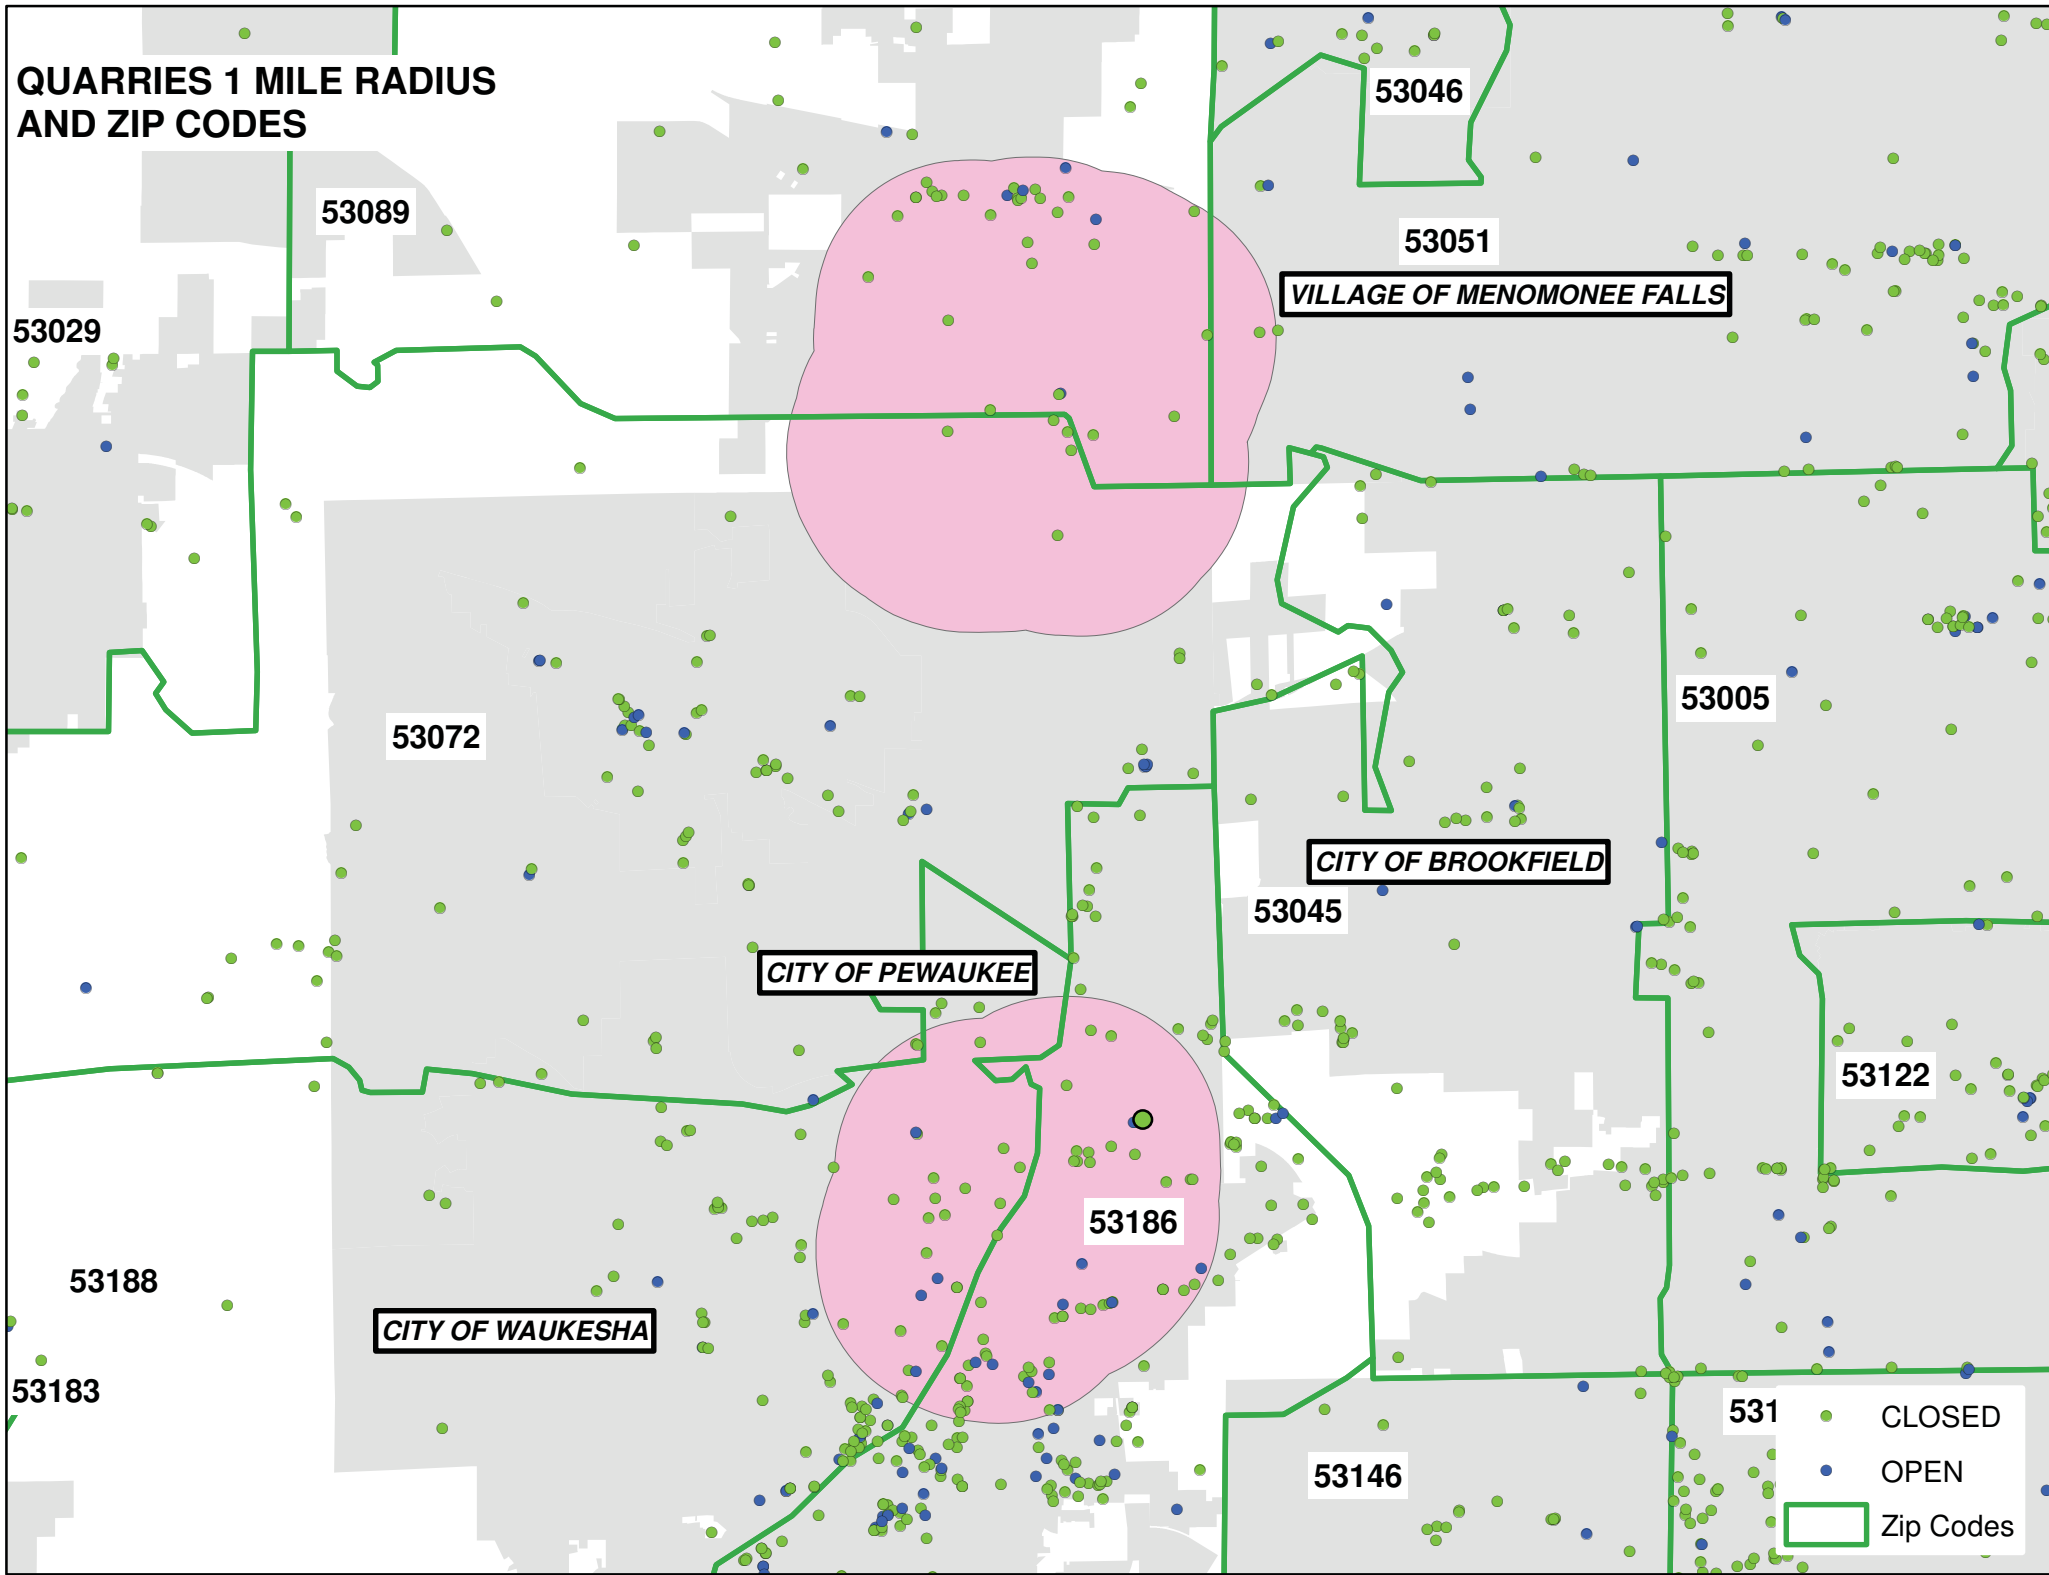 QUARRIES 1 MILE RADIUS
AND ZIP CODES
53046
53089
53051
VILLAGE OF MENOMONEE FALLS
53029
53005
53072
CITY OF BROOKFIELD
53045
CITY OF PEWAUKEE
53122
53186
53188
CITY OF WAUKESHA
53183
531
CLOSED
53146
OPEN
Zip Codes